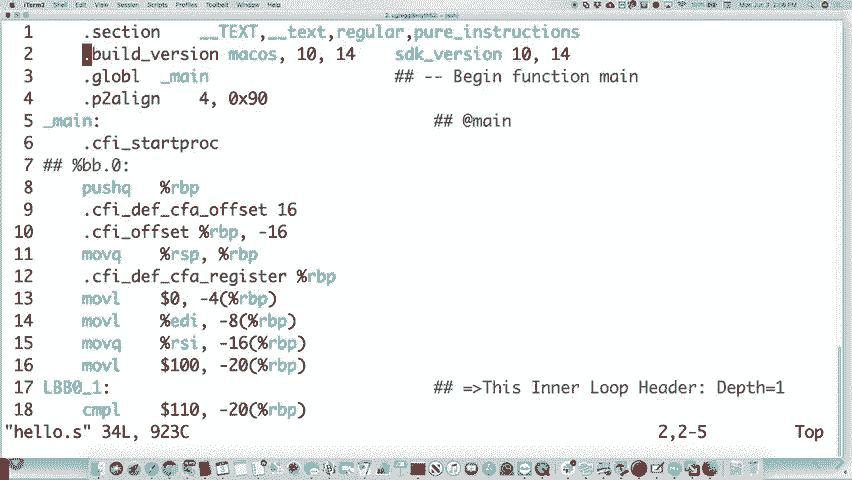 iTerm2 Shell Edit View Session Scripts Profiles Toolbelt Window Help
1 .section __TEXT,__text,regular,pure_instructions
2 .build_version macos, 10, 14 sdk_version 10, 14
3 .globl _main ## -- Begin function main
4 .p2align 4, 0x90
5 _main: ## @main
6 .cfi_startproc
7 ## %bb.0:
8 pushq %rbp
9 .cfi_def_cfa_offset 16
10 .cfi_offset %rbp, -16
11 movq %rsp, %rbp
12 .cfi_def_cfa_register %rbp
13 movl $0, -4(%rbp)
14 movl %edi, -8(%rbp)
15 movq %rsi, -16(%rbp)
16 movl $100, -20(%rbp)
17 LBB0_1: ## =>This Inner Loop Header: Depth=1
18 cmpl $110, -20(%rbp)
"hello.s" 34L, 923C 2,2-5 Top